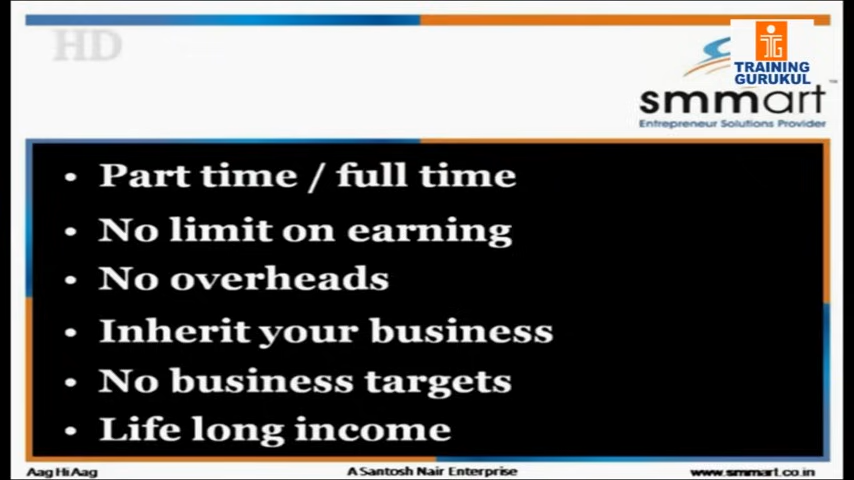 HD
TRAINING
GURUKUL
smmart™
Entrepreneur Solutions Provider
• Part time / full time
• No limit on earning
• No overheads
• Inherit your business
• No business targets
• Life long income
Aag Hi Aag
A Santosh Nair Enterprise
www.smmart.co.in